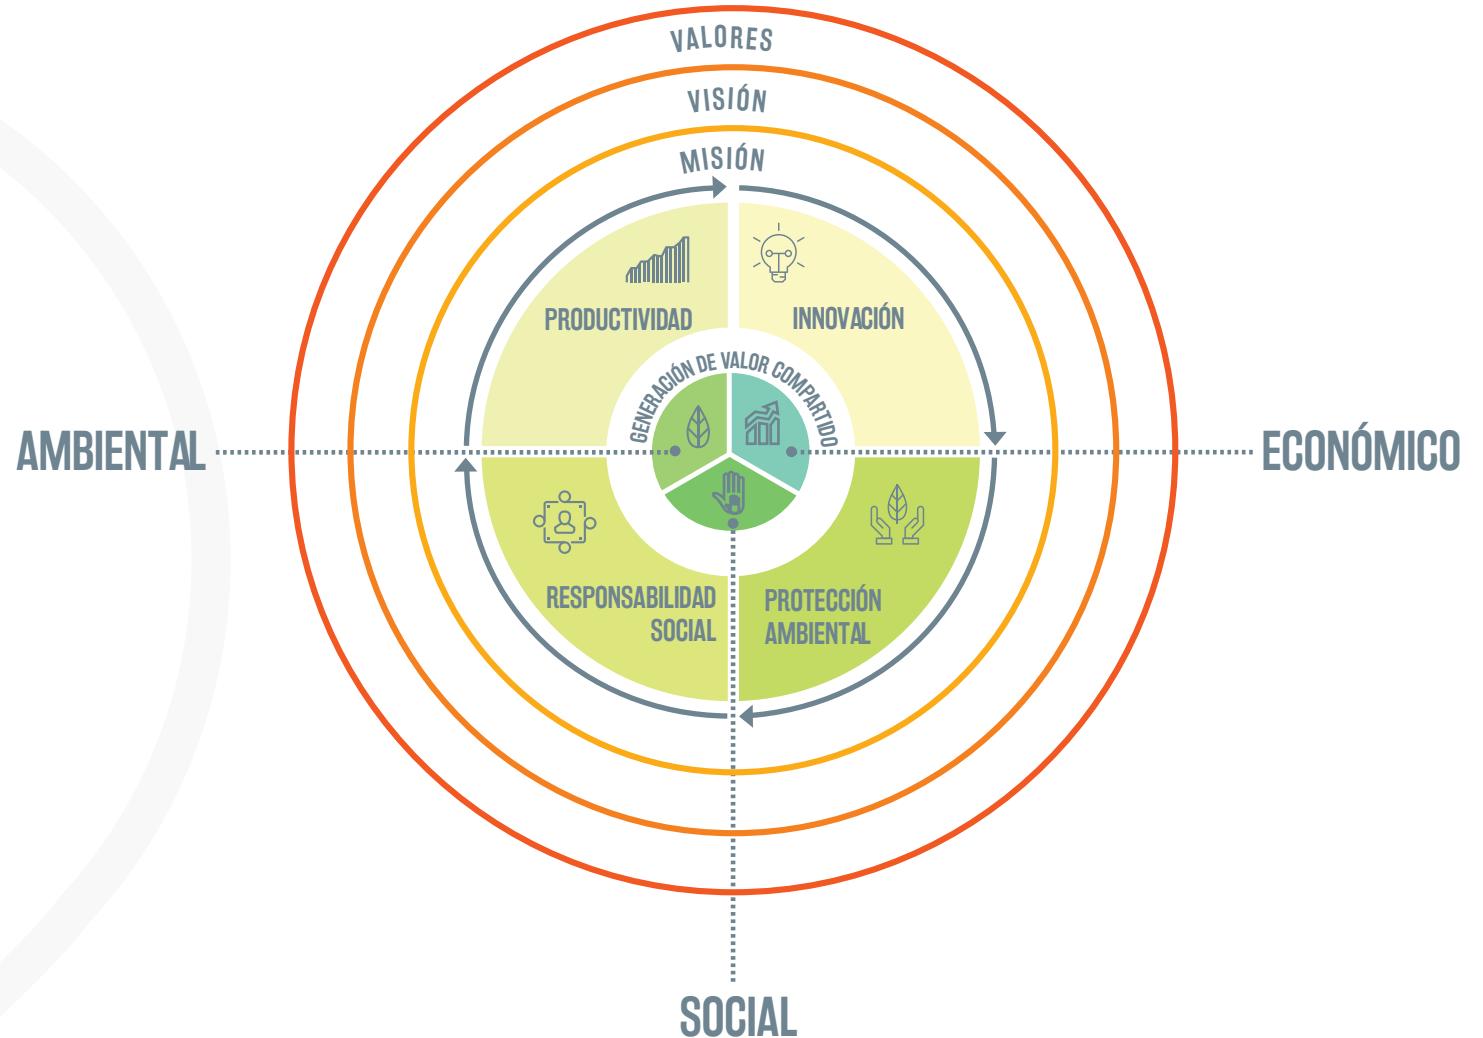 VALORES
VISIÓN
MISIÓN
PRODUCTIVIDAD
INNOVACIÓN
GENERACIÓN DE VALOR COMPARTIDO
AMBIENTAL
ECONÓMICO
RESPONSABILIDAD
SOCIAL
PROTECCIÓN
AMBIENTAL
SOCIAL